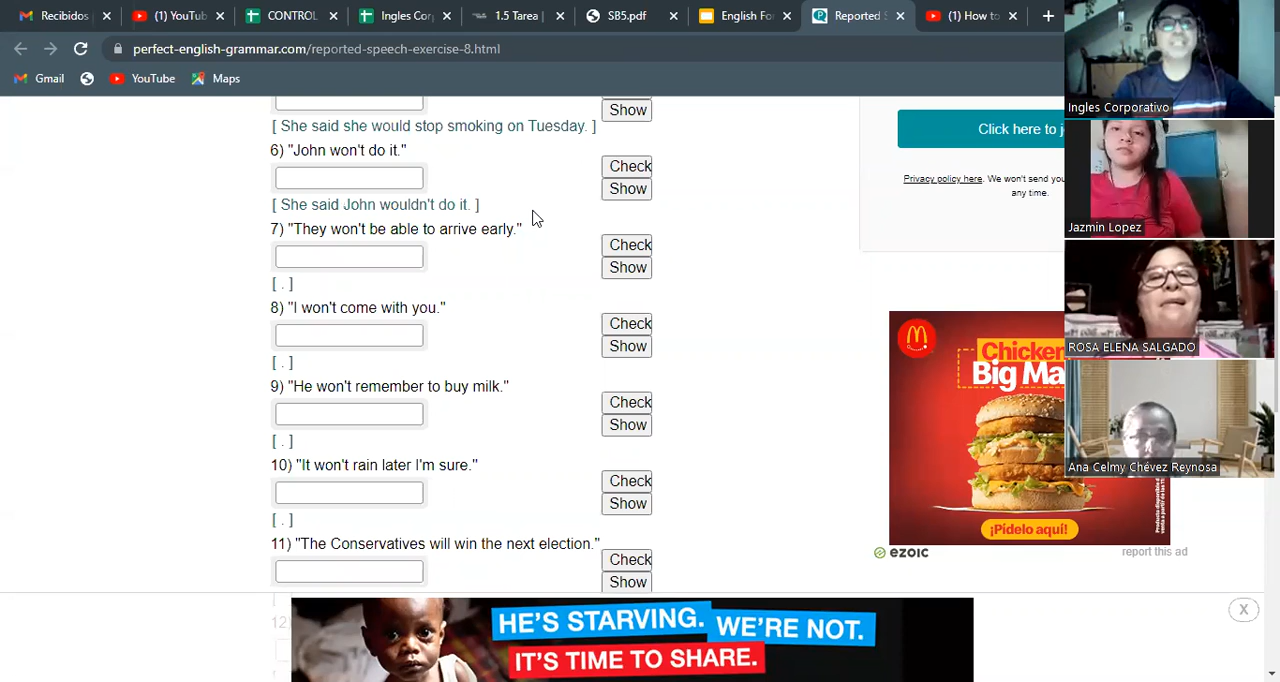 Recibidos
(1) YouTub
CONTROL
Ingles Cor
1.5 Tarea
SB5.pdf
English Fo
Reported S
(1) How to
perfect-english-grammar.com/reported-speech-exercise-8.html
Gmail
YouTube
Maps
Show
[ She said she would stop smoking on Tuesday. ]
6) "John won't do it."
Check
Show
[ She said John wouldn't do it. ]
7) "They won't be able to arrive early."
Check
Show
[ . ]
8) "I won't come with you."
Check
Show
[ . ]
9) "He won't remember to buy milk."
Check
Show
[ . ]
10) "It won't rain later I'm sure."
Check
Show
[ . ]
11) "The Conservatives will win the next election."
Check
Show
12
Click here to jo
Privacy policy here. We won't send you
any time.
Chicken
Big Ma
¡Pídelo aquí!
ezoic
report this ad
HE'S STARVING. WE'RE NOT.
IT'S TIME TO SHARE.
X
Ingles Corporativo
Jazmin Lopez
ROSA ELENA SALGADO
Ana Celmy Chévez Reynosa